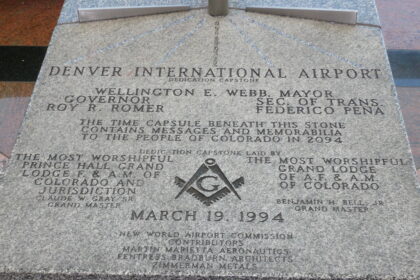 DENVER INTERNATIONAL AIRPORT
DEDICATION CAPSTONE
WELLINGTON E. WEBB, MAYOR
GOVERNOR SEC. OF TRANS.
ROY R. ROMER FEDERICO PEÑA
THE TIME CAPSULE BENEATH THIS STONE
CONTAINS MESSAGES AND MEMORABILIA
TO THE PEOPLE OF COLORADO IN 2094
DEDICATION CAPSTONE LAID BY
THE MOST WORSHIPFUL
PRINCE HALL GRAND
LODGE F. & A.M. OF
COLORADO AND
JURISDICTION
CLAUDE W. GRAY, SR.
GRAND MASTER
G
THE MOST WORSHIPFUL
GRAND LODGE
OF A.F. & A.M.
OF COLORADO
BENJAMIN H. BELL, JR.
GRAND MASTER
MARCH 19, 1994
NEW WORLD AIRPORT COMMISSION
CONTRIBUTORS
MARTIN MARIETTA AERONAUTICS
FENTRESS BRADBURN ARCHITECTS
ZIMMERMAN METALS